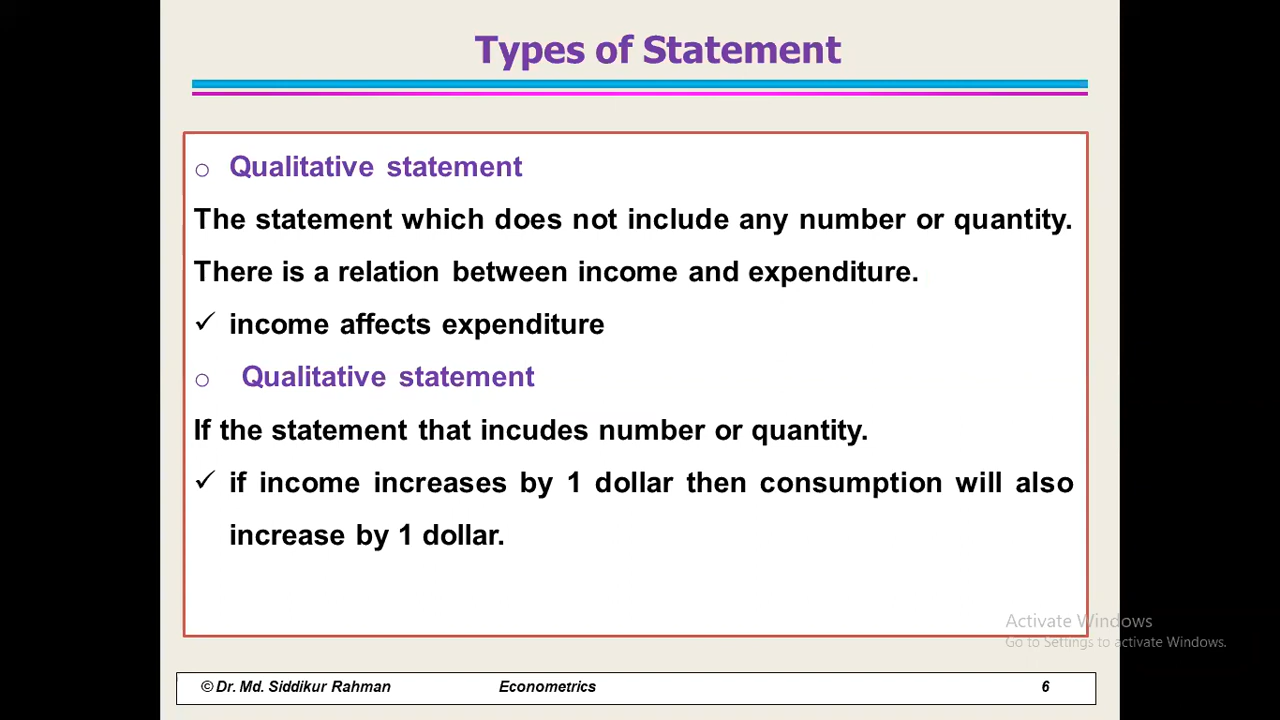 Types of Statement
o Qualitative statement
The statement which does not include any number or quantity.
There is a relation between income and expenditure.
✓ income affects expenditure
o Qualitative statement
If the statement that incudes number or quantity.
✓ if income increases by 1 dollar then consumption will also
increase by 1 dollar.
Activate Windows
Go to Settings to activate Windows.
© Dr. Md. Siddikur Rahman Econometrics 6